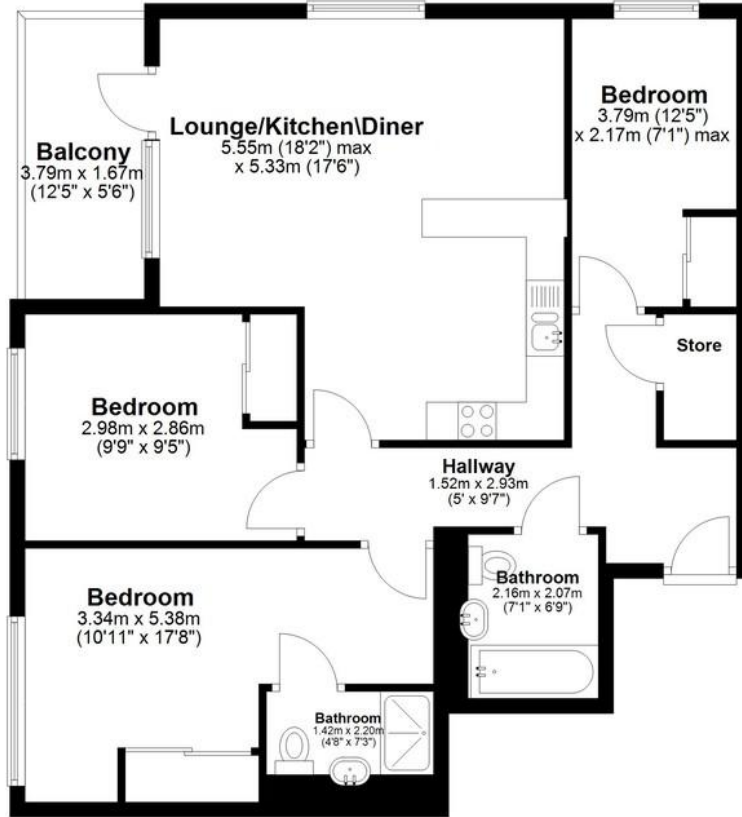 Lounge/Kitchen\Diner
5.55m (18'2") max
x 5.33m (17'6")
Bedroom
3.79m (12'5")
x 2.17m (7'1") max
Balcony
3.79m x 1.67m
(12'5" x 5'6")
Store
Bedroom
2.98m x 2.86m
(9'9" x 9'5")
Hallway
1.52m x 2.93m
(5' x 9'7")
Bedroom
3.34m x 5.38m
(10'11" x 17'8")
Bathroom
2.16m x 2.07m
(7'1" x 6'9")
Bathroom
1.42m x 2.20m
(4'8" x 7'3")